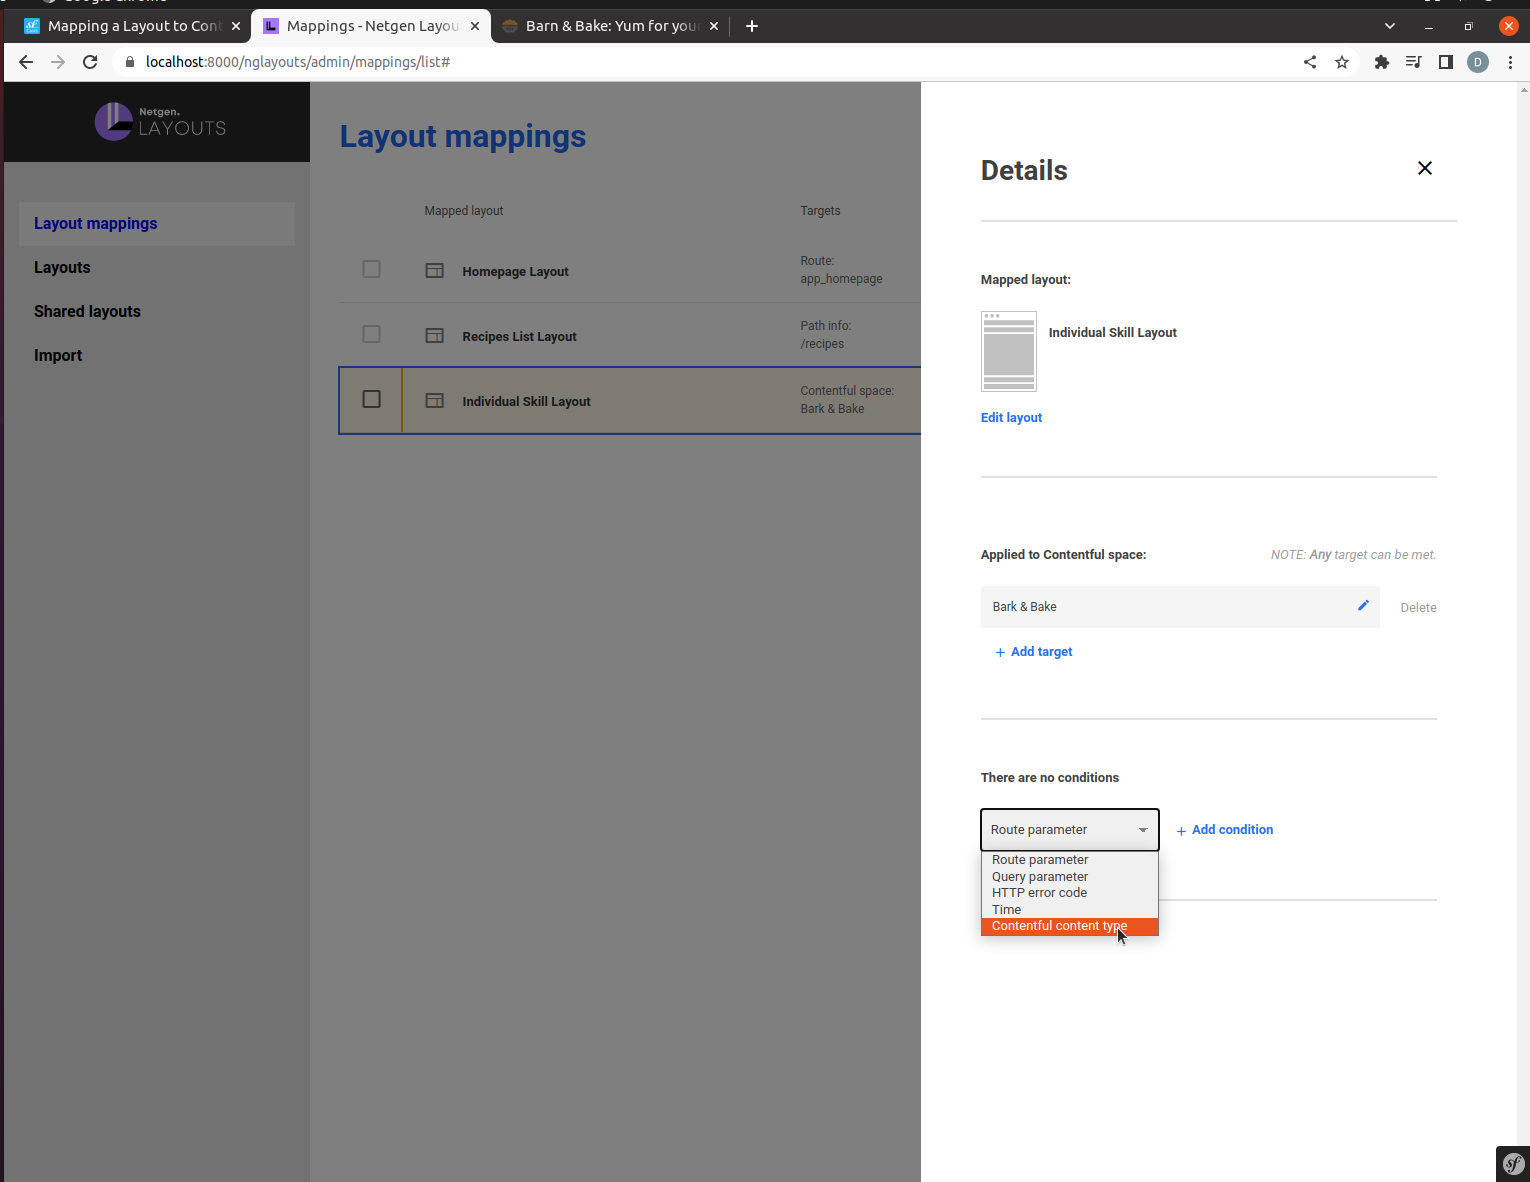 Mapping a Layout to Cont
Mappings - Netgen Layou
Barn & Bake: Yum for you
localhost:8000/nglayouts/admin/mappings/list#
D
Netgen.
LAYOUTS
Layout mappings
Layouts
Shared layouts
Import
Layout mappings
Mapped layout
Targets
Homepage Layout
Route:
app_homepage
Recipes List Layout
Path info:
/recipes
Individual Skill Layout
Contentful space:
Bark & Bake
Details
Mapped layout:
Individual Skill Layout
Edit layout
Applied to Contentful space:
NOTE: Any target can be met.
Bark & Bake
Delete
+ Add target
There are no conditions
Route parameter
+ Add condition
Route parameter
Query parameter
HTTP error code
Time
Contentful content type
sf